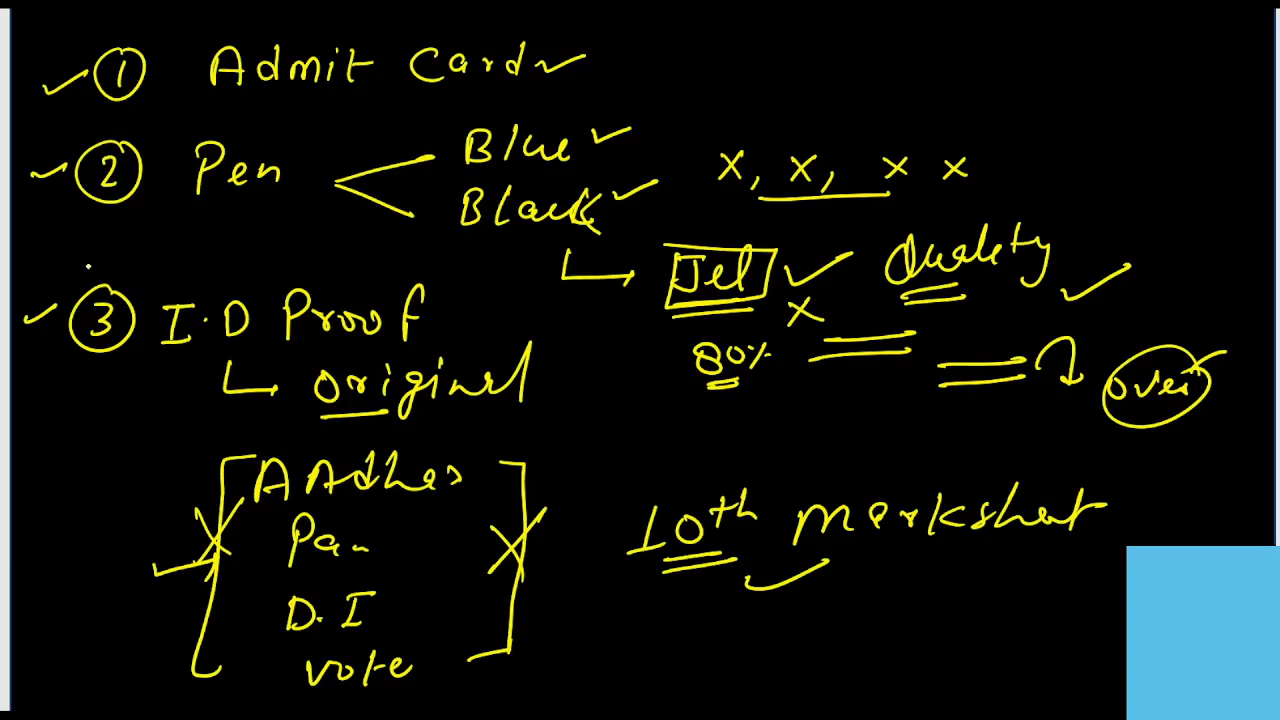 ① Admit Card
② Pen
Blue
Black
x, x, x x
Jel
Quality
x
80%
③ I.D Proof
original
over
AAdhar
Pan
D.I
vote
10th marksheet